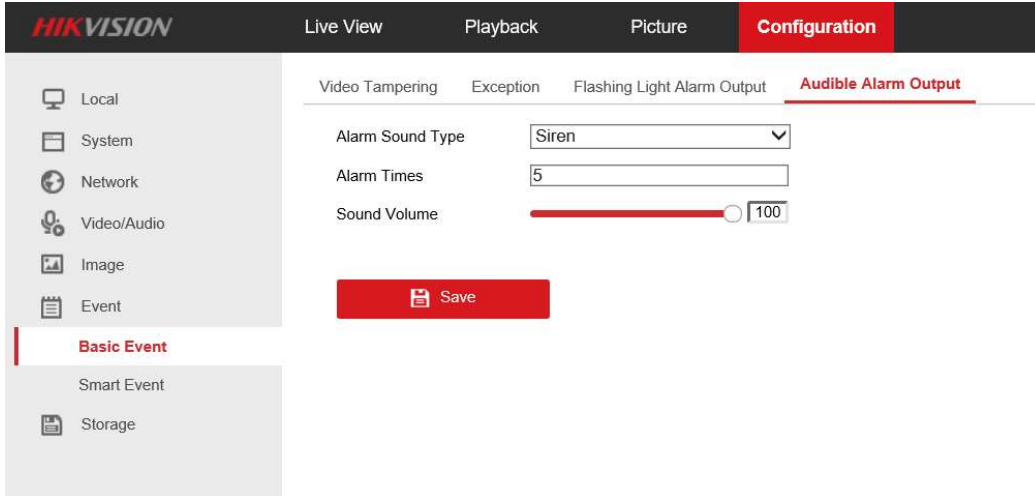 HIKVISION Live View Playback Picture Configuration
Local
System
Network
Video/Audio
Image
Event
Basic Event
Smart Event
Storage
Video Tampering Exception Flashing Light Alarm Output Audible Alarm Output
Alarm Sound Type Siren
Alarm Times 5
Sound Volume 100
Save